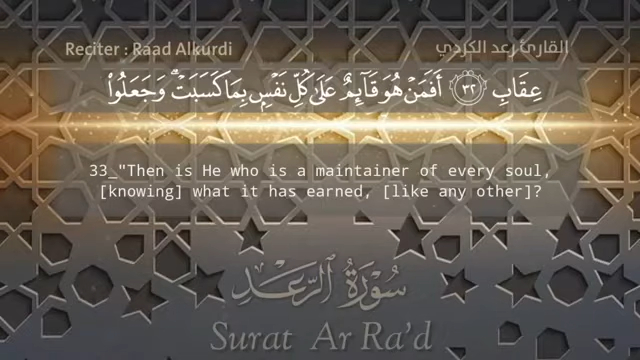 Reciter : Raad Alkurdi
القارئ رعد الكردي
عِقَابِ ٣٢ أَفَمَنْ هُوَ قَآئِمٌ عَلَىٰ كُلِّ نَفْسٍۭ بِمَا كَسَبَتْ ۗ وَجَعَلُوا۟
33_"Then is He who is a maintainer of every soul,
[knowing] what it has earned, [like any other]?
سُورَةُ الرَّعْدِ
Surat Ar Ra'd